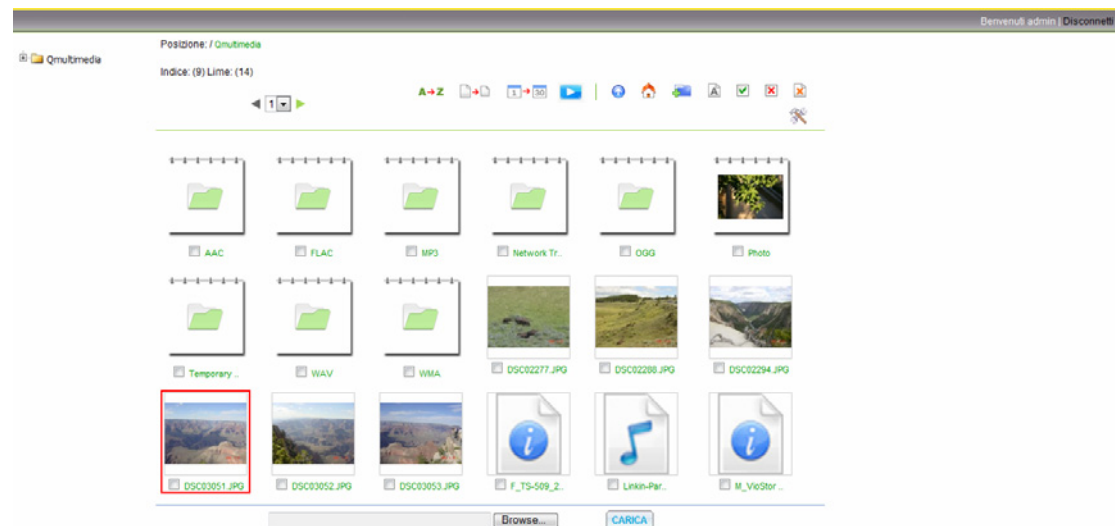 Benvenuti admin | Disconnetti
Qmultimedia
Posizione: / Qmultimedia
Indice: (9) Lime: (14)
1
A→Z
1→30
A
AAC
FLAC
MP3
Network Tr..
OGG
Photo
Temporary ..
WAV
WMA
DSC02277.JPG
DSC02288.JPG
DSC02294.JPG
DSC03051.JPG
DSC03052.JPG
DSC03053.JPG
F_TS-509_2..
Linkin-Par..
M_VioStor ..
Browse...
CARICA